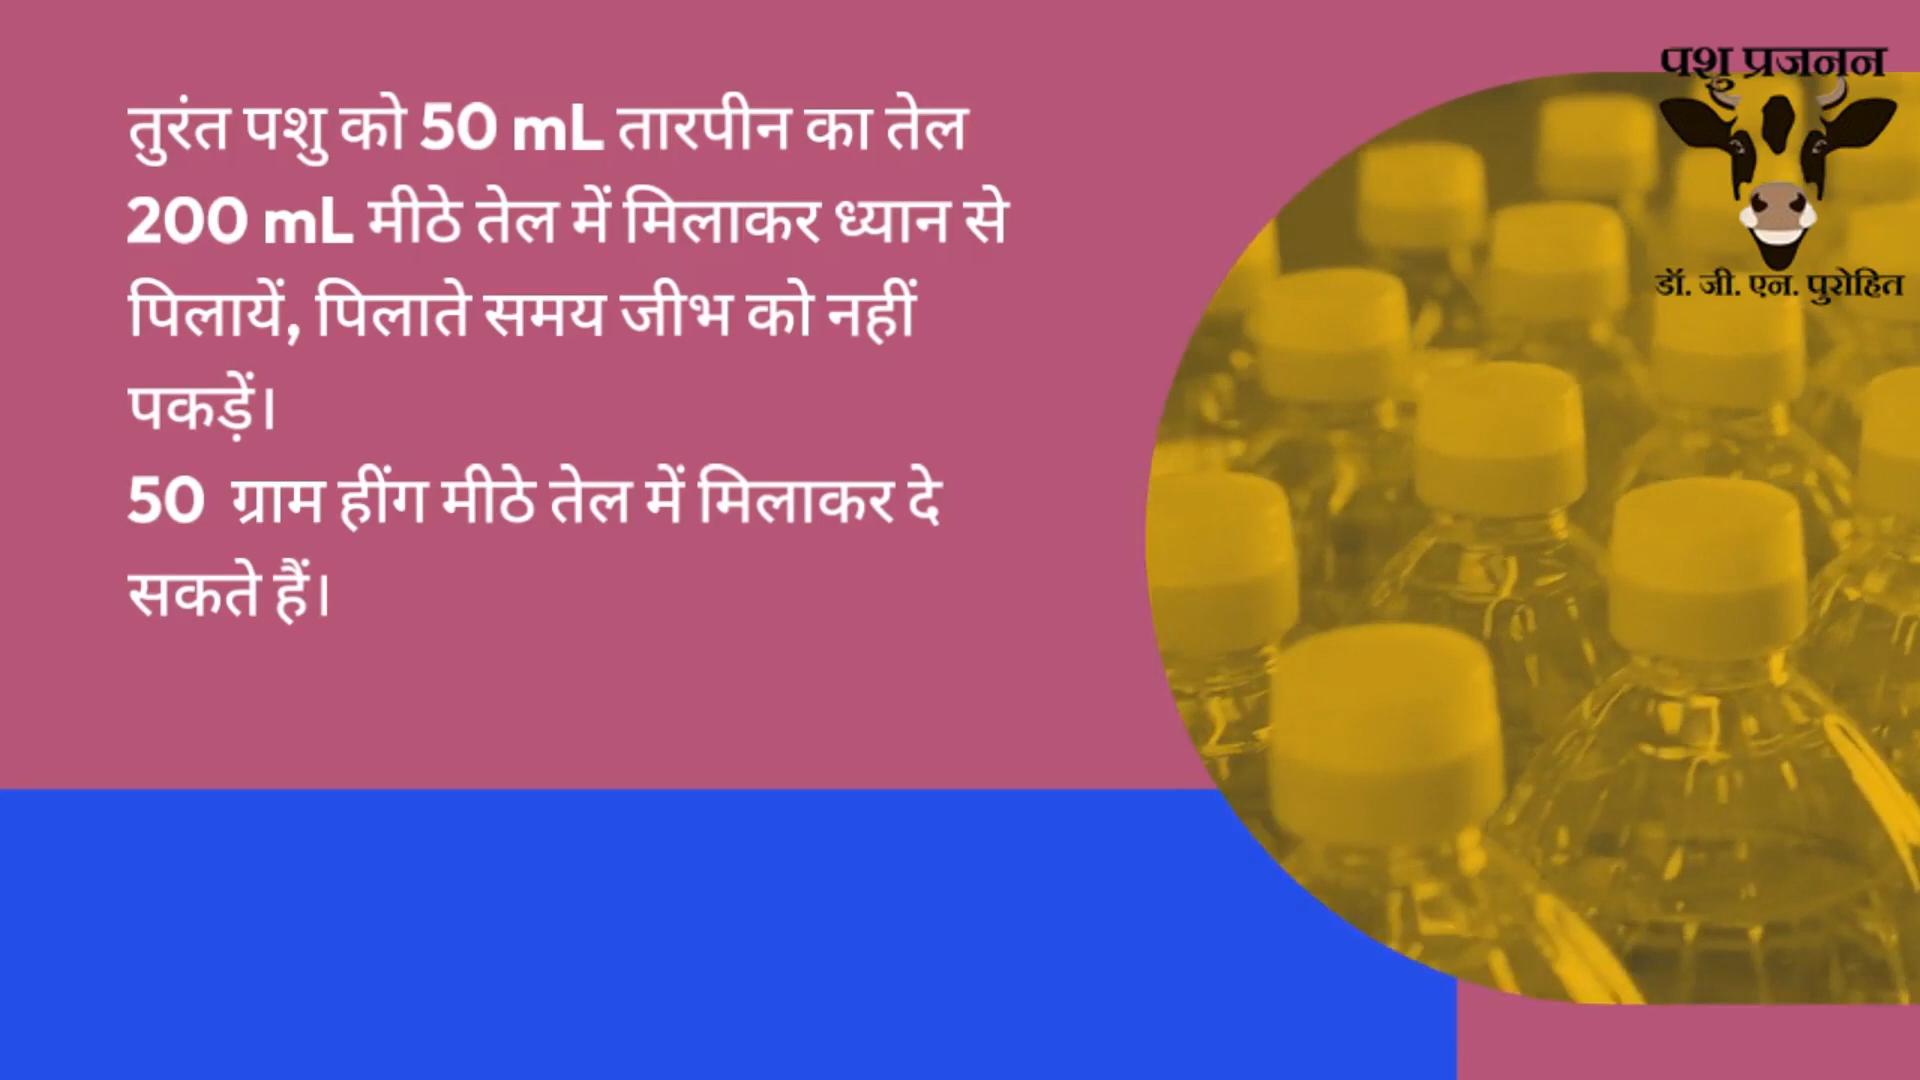 तुरंत पशु को 50 mL तारपीन का तेल
200 mL मीठे तेल में मिलाकर ध्यान से
पिलायें, पिलाते समय जीभ को नहीं
पकड़ें।
50 ग्राम हींग मीठे तेल में मिलाकर दे
सकते हैं।
पशु प्रजनन
डॉ. जी. एन. पुरोहित